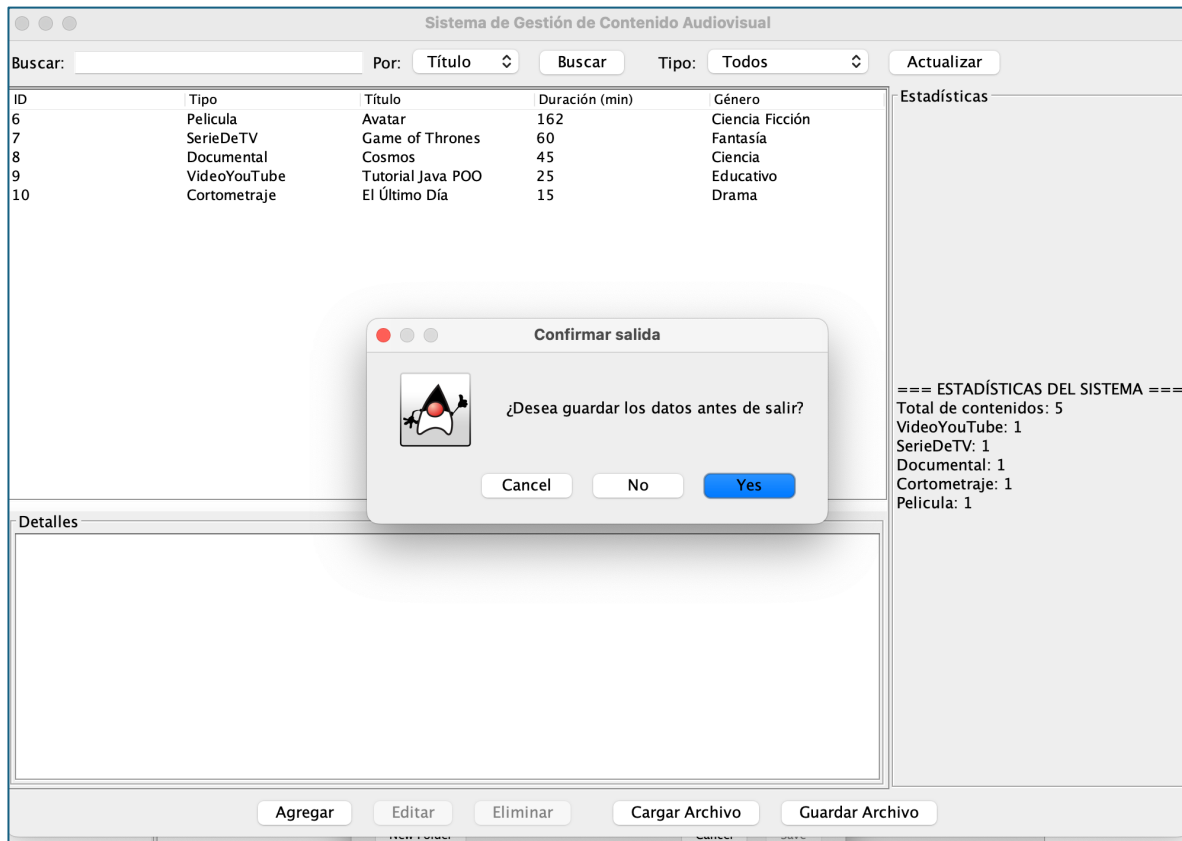 Sistema de Gestión de Contenido Audiovisual
Buscar: Por: Título Buscar Tipo: Todos Actualizar
ID Tipo Título Duración (min) Género
6 Pelicula Avatar 162 Ciencia Ficción
7 SerieDeTV Game of Thrones 60 Fantasía
8 Documental Cosmos 45 Ciencia
9 VideoYouTube Tutorial Java POO 25 Educativo
10 Cortometraje El Último Día 15 Drama
Estadísticas
=== ESTADÍSTICAS DEL SISTEMA ===
Total de contenidos: 5
VideoYouTube: 1
SerieDeTV: 1
Documental: 1
Cortometraje: 1
Pelicula: 1
Confirmar salida
¿Desea guardar los datos antes de salir?
Cancel No Yes
Detalles
Agregar Editar Eliminar Cargar Archivo Guardar Archivo
New Folder Cancel Save